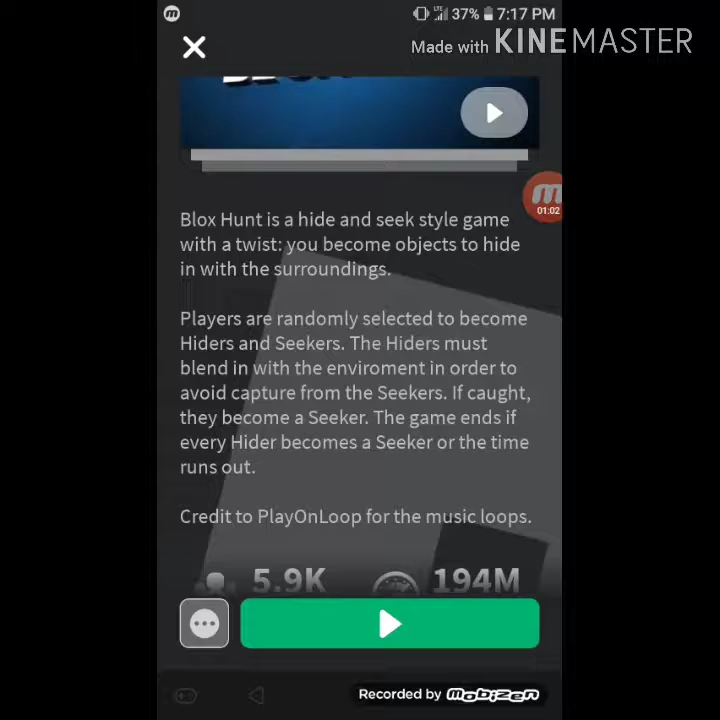 LTE 37% 7:17 PM
Made with KINEMASTER
01:02
Blox Hunt is a hide and seek style game
with a twist: you become objects to hide
in with the surroundings.
Players are randomly selected to become
Hiders and Seekers. The Hiders must
blend in with the enviroment in order to
avoid capture from the Seekers. If caught,
they become a Seeker. The game ends if
every Hider becomes a Seeker or the time
runs out.
Credit to PlayOnLoop for the music loops.
5.9K 194M
Recorded by mobizen